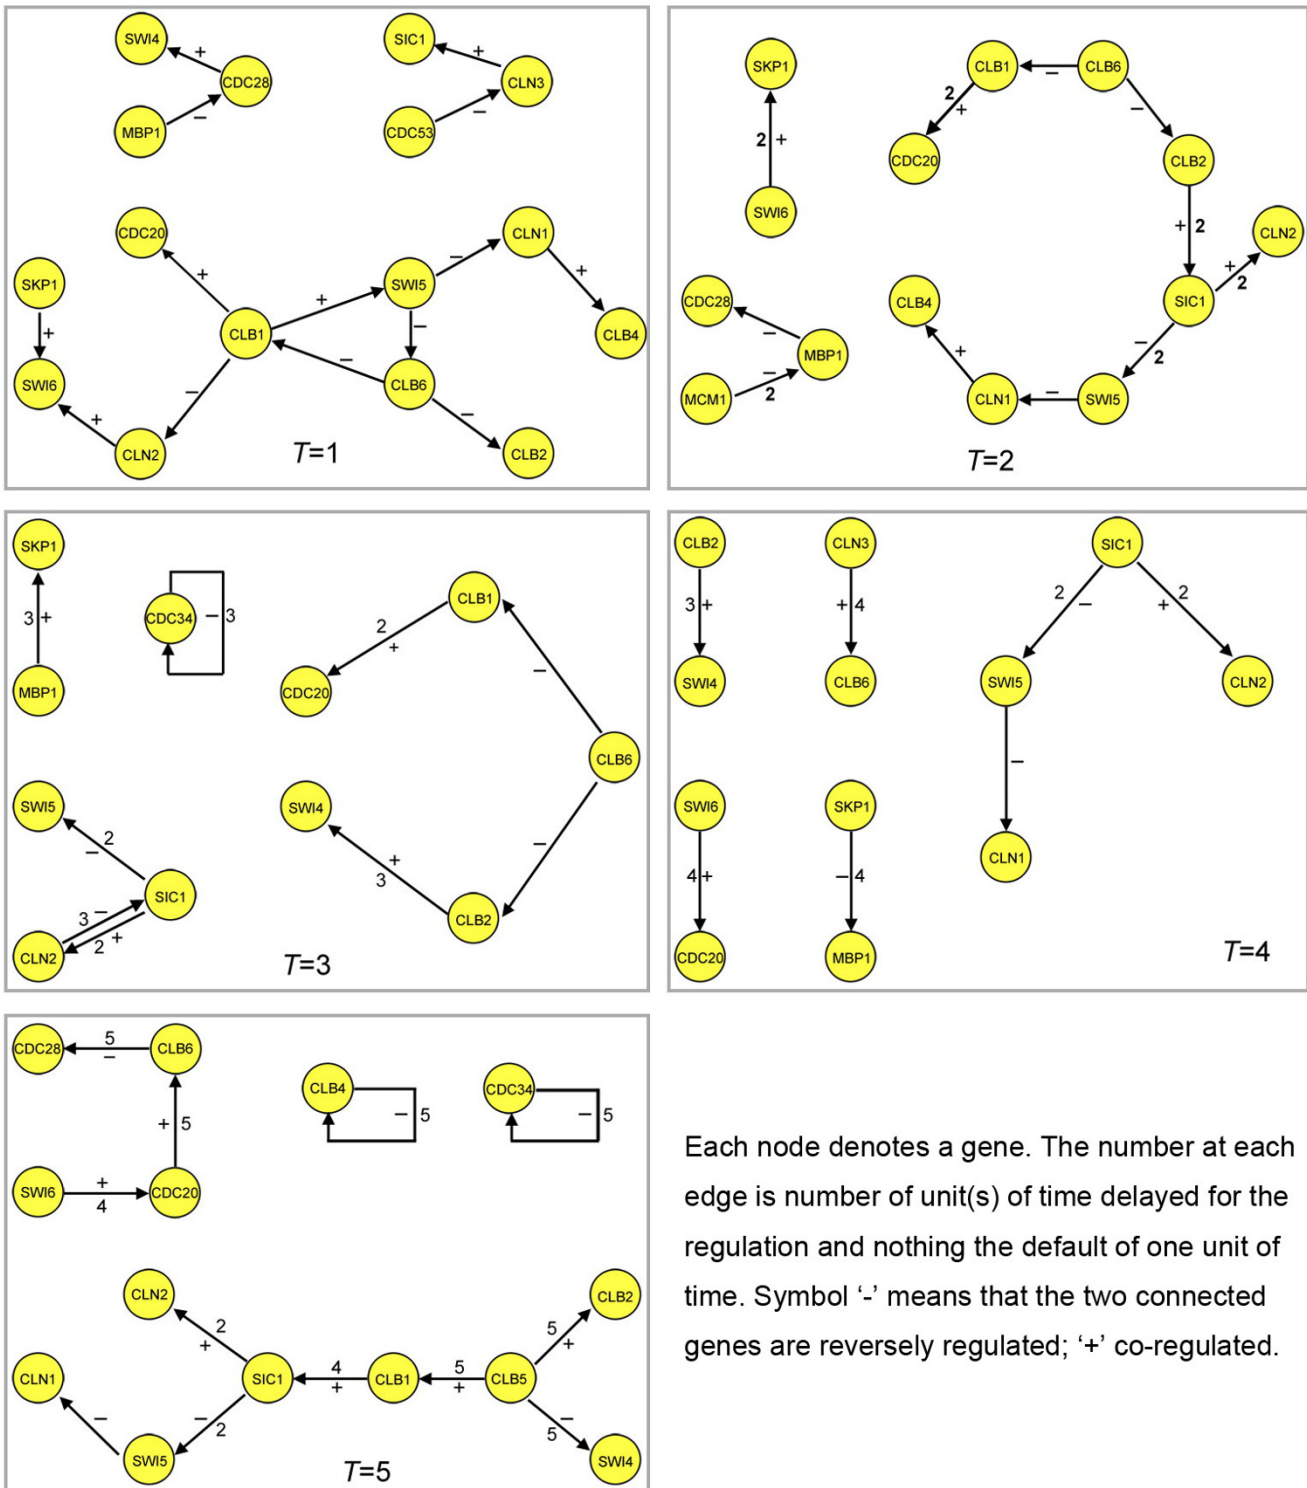 SWI4
+
CDC28
MBP1
−
SIC1
+
CLN3
CDC53
−
CDC20
CLN1
SKP1
SWI5
−
+
+
+
+
CLB1
−
CLB4
SWI6
−
CLB6
−
+
−
CLN2
CLB2
T=1
SKP1
2 +
SWI6
CLB1
−
CLB6
2
+
−
CDC20
CLB2
+ 2
CLN2
+
2
SIC1
CLB4
−
2
+
CLN1
−
SWI5
CDC28
−
MBP1
−
2
MCM1
T=2
SKP1
3 +
MBP1
CDC34
− 3
CLB1
2
+
−
CDC20
CLB6
SWI4
+
3
−
CLB2
SWI5
2
−
SIC1
3 −
2 +
CLN2
T=3
CLB2
CLN3
SIC1
3 +
+ 4
2
−
2
+
SWI4
CLB6
SWI5
CLN2
−
SWI6
SKP1
CLN1
4 +
− 4
CDC20
MBP1
T=4
CDC28
5
−
CLB6
+ 5
SWI6
+
4
CDC20
CLB4
− 5
CDC34
− 5
CLN2
CLB2
2
+
5
+
CLN1
SIC1
4
+
CLB1
5
+
CLB5
−
−
2
−
5
SWI5
SWI4
T=5
Each node denotes a gene. The number at each
edge is number of unit(s) of time delayed for the
regulation and nothing the default of one unit of
time. Symbol ‘-’ means that the two connected
genes are reversely regulated; ‘+’ co-regulated.